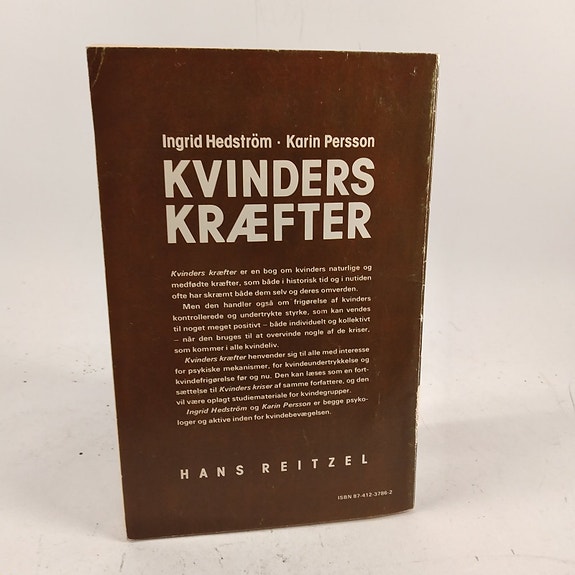 Ingrid Hedström · Karin Persson
KVINDERS
KRÆFTER
Kvinders kræfter er en bog om kvinders naturlige og
medfødte kræfter, som både i historisk tid og i nutiden
ofte har skræmt både dem selv og deres omverden.
Men den handler også om frigørelse af kvinders
kontrollerede og undertrykte styrke, som kan vendes
til noget meget positivt – både individuelt og kollektivt
– når den bruges til at overvinde nogle af de kriser,
som kommer i alle kvindeliv.
Kvinders kræfter henvender sig til alle med interesse
for psykiske mekanismer, for kvindeundertrykkelse og
kvindefrigørelse før og nu. Den kan læses som en fort-
sættelse til Kvinders kriser af samme forfattere, og den
vil være oplagt studiemateriale for kvindegrupper.
Ingrid Hedström og Karin Persson er begge psyko-
loger og aktive inden for kvindebevægelsen.
HANS REITZEL
ISBN 87-412-3786-2